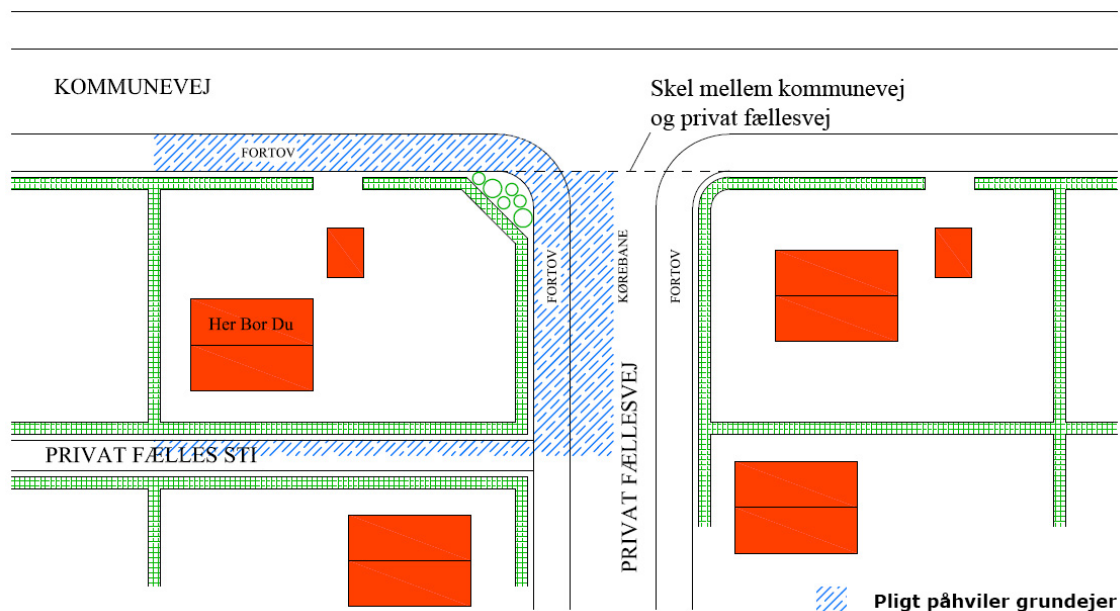 KOMMUNEVEJ
Skel mellem kommunevej
og privat fællesvej
FORTOV
Her Bor Du
FORTOV
KØREBANE
FORTOV
PRIVAT FÆLLESVEJ
PRIVAT FÆLLES STI
Pligt påhviler grundejer